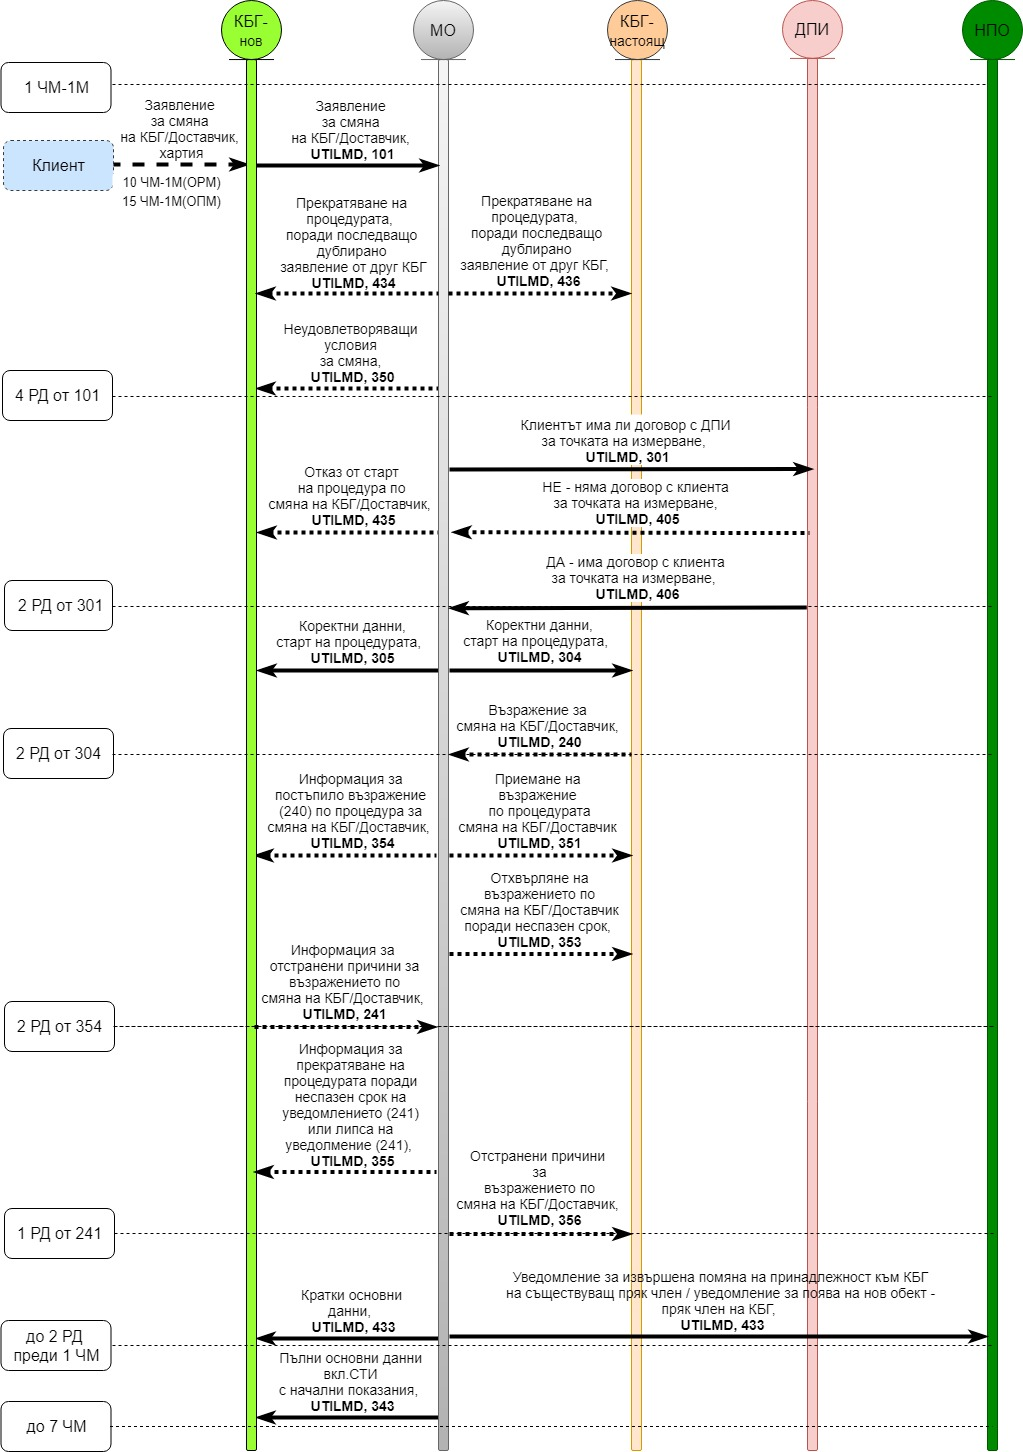 КБГ-
нов
МО
КБГ-
настоящ
ДПИ
НПО
1 ЧМ-1М
Клиент
Заявление
за смяна
на КБГ/Доставчик,
хартия
10 ЧМ-1М(ОРМ)
15 ЧМ-1М(ОПМ)
Заявление
за смяна
на КБГ/Доставчик,
UTILMD, 101
Прекратяване на
процедурата,
поради последващо
дублирано
заявление от друг КБГ
UTILMD, 434
Прекратяване на
процедурата,
поради последващо
дублирано
заявление от друг КБГ,
UTILMD, 436
Неудовлетворяващи
условия
за смяна,
UTILMD, 350
4 РД от 101
Клиентът има ли договор с ДПИ
за точката на измерване,
UTILMD, 301
Отказ от старт
на процедура по
смяна на КБГ/Доставчик,
UTILMD, 435
НЕ - няма договор с клиента
за точката на измерване,
UTILMD, 405
ДА - има договор с клиента
за точката на измерване,
UTILMD, 406
2 РД от 301
Коректни данни,
старт на процедурата,
UTILMD, 305
Коректни данни,
старт на процедурата,
UTILMD, 304
Възражение за
смяна на КБГ/Доставчик,
UTILMD, 240
2 РД от 304
Информация за
постъпило възражение
(240) по процедура за
смяна на КБГ/Доставчик,
UTILMD, 354
Приемане на
възражение
по процедурата
смяна на КБГ/Доставчик
UTILMD, 351
Отхвърляне на
възражението по
смяна на КБГ/Доставчик
поради неспазен срок,
UTILMD, 353
Информация за
отстранени причини за
възражението по
смяна на КБГ/Доставчик,
UTILMD, 241
2 РД от 354
Информация за
прекратяване на
процедурата поради
неспазен срок на
уведомлението (241)
или липса на
уведолмение (241),
UTILMD, 355
Отстранени причини
за
възражението по
смяна на КБГ/Доставчик,
UTILMD, 356
1 РД от 241
Уведомление за извършена помяна на принадлежност към КБГ
на съществуващ пряк член / уведомление за поява на нов обект -
пряк член на КБГ,
UTILMD, 433
Кратки основни
данни,
UTILMD, 433
до 2 РД
преди 1 ЧМ
Пълни основни данни
вкл.СТИ
с начални показания,
UTILMD, 343
до 7 ЧМ